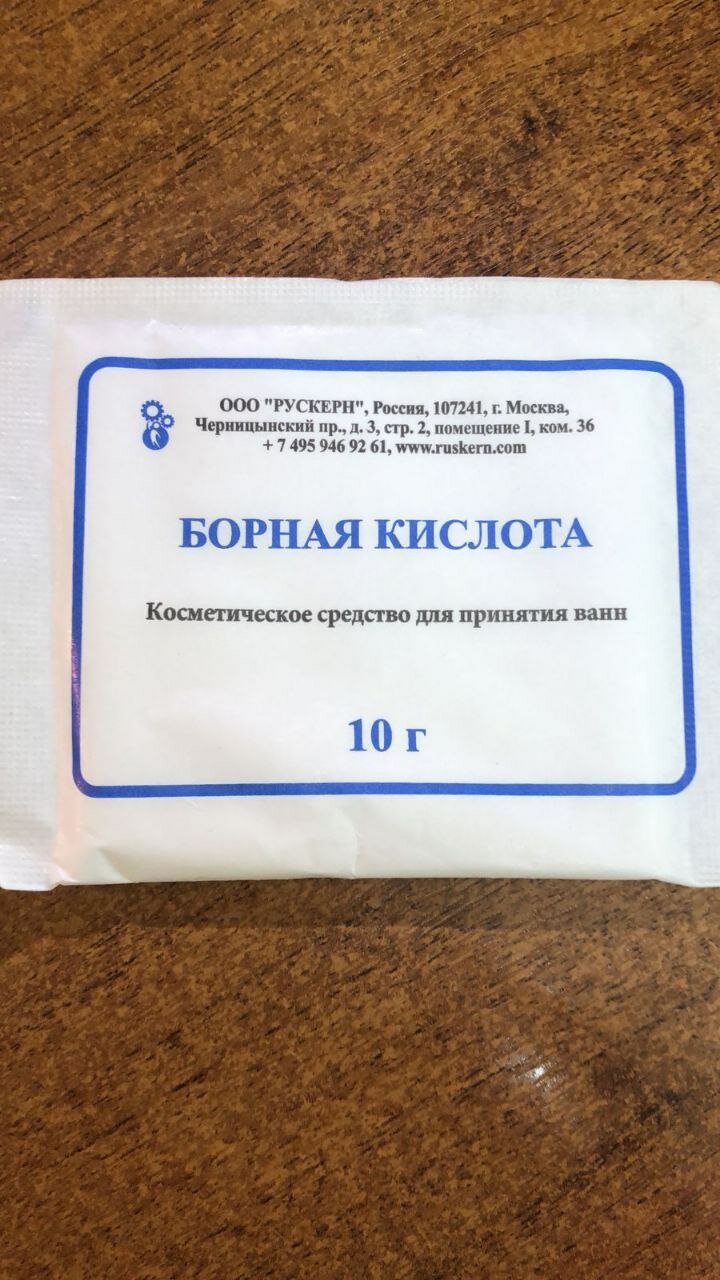 ООО "РУСКЕРН", Россия, 107241, г. Москва,
Черницынский пр., д. 3, стр. 2, помещение I, ком. 36
+ 7 495 946 92 61, www.ruskern.com
БОРНАЯ КИСЛОТА
Косметическое средство для принятия ванн
10 г